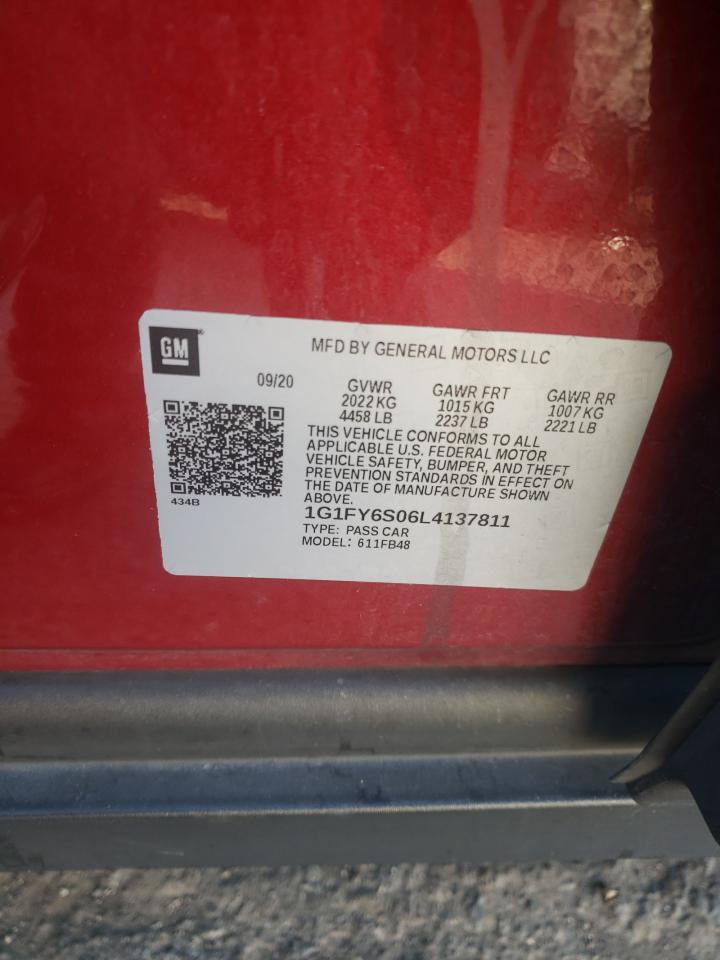 GM
MFD BY GENERAL MOTORS LLC
09/20
GVWR
2022 KG
4458 LB
GAWR FRT
1015 KG
2237 LB
GAWR RR
1007 KG
2221 LB
THIS VEHICLE CONFORMS TO ALL
APPLICABLE U.S. FEDERAL MOTOR
VEHICLE SAFETY, BUMPER, AND THEFT
PREVENTION STANDARDS IN EFFECT ON
THE DATE OF MANUFACTURE SHOWN
ABOVE.
434B
1G1FY6S06L4137811
TYPE: PASS CAR
MODEL: 611FB48